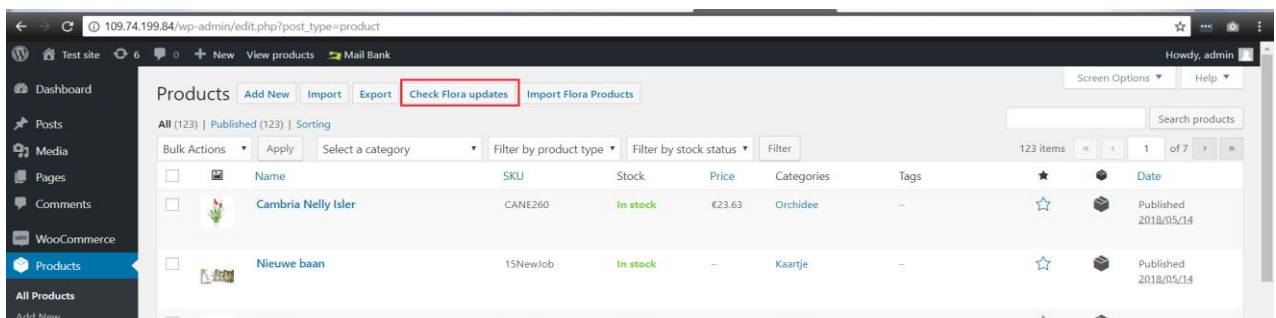 109.74.199.84/wp-admin/edit.php?post_type=product
Test site 6 0 + New View products Mail Bank Howdy, admin
Screen Options ▼ Help ▼
Dashboard
Posts
Media
Pages
Comments
WooCommerce
Products
All Products
Add New
Products Add New Import Export Check Flora updates Import Flora Products
All (123) | Published (123) | Sorting
Search products
Bulk Actions Apply Select a category Filter by product type Filter by stock status Filter 123 items « ‹ 1 of 7 › »
Name SKU Stock Price Categories Tags Date
Cambria Nelly Isler CANE260 In stock €23.63 Orchidee – Published
2018/05/14
Nieuwe baan 15NewJob In stock – Kaartje – Published
2018/05/14